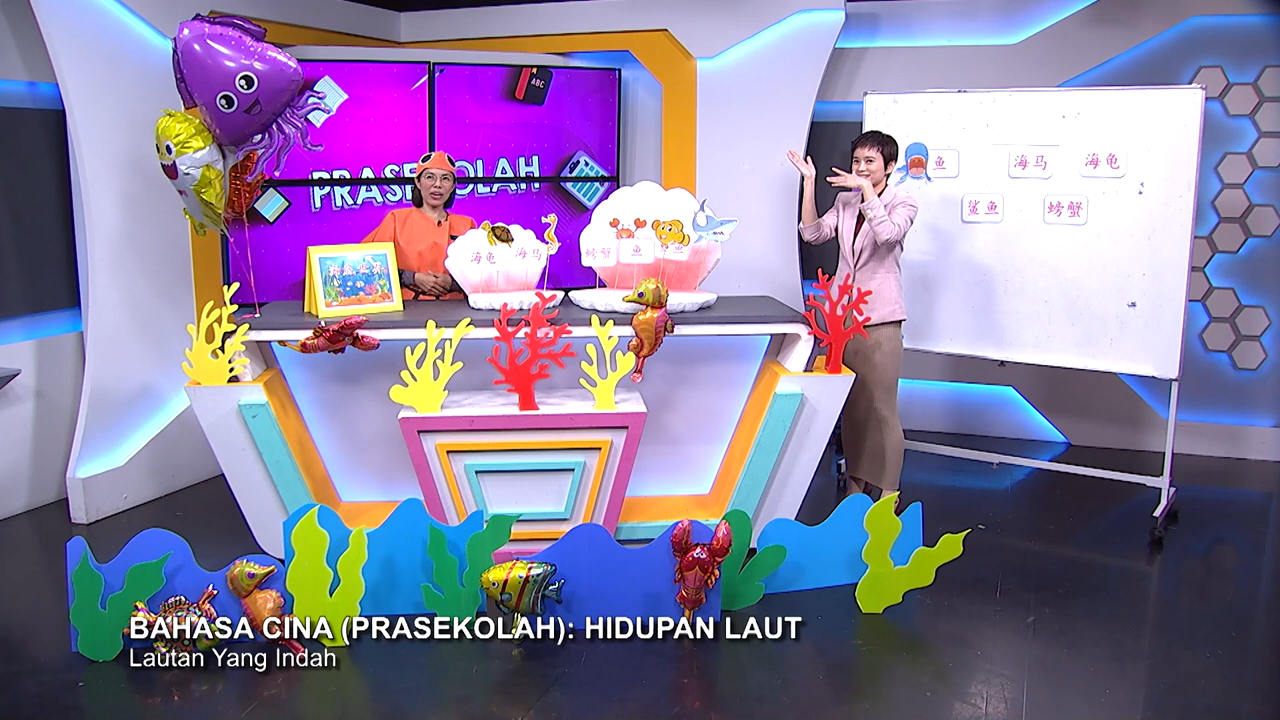 PRASEKOLAH
ABC
海龟
海马
螃蟹
鱼
鱼
海马
海龟
鲨鱼
螃蟹
BAHASA CINA (PRASEKOLAH): HIDUPAN LAUT
Lautan Yang Indah